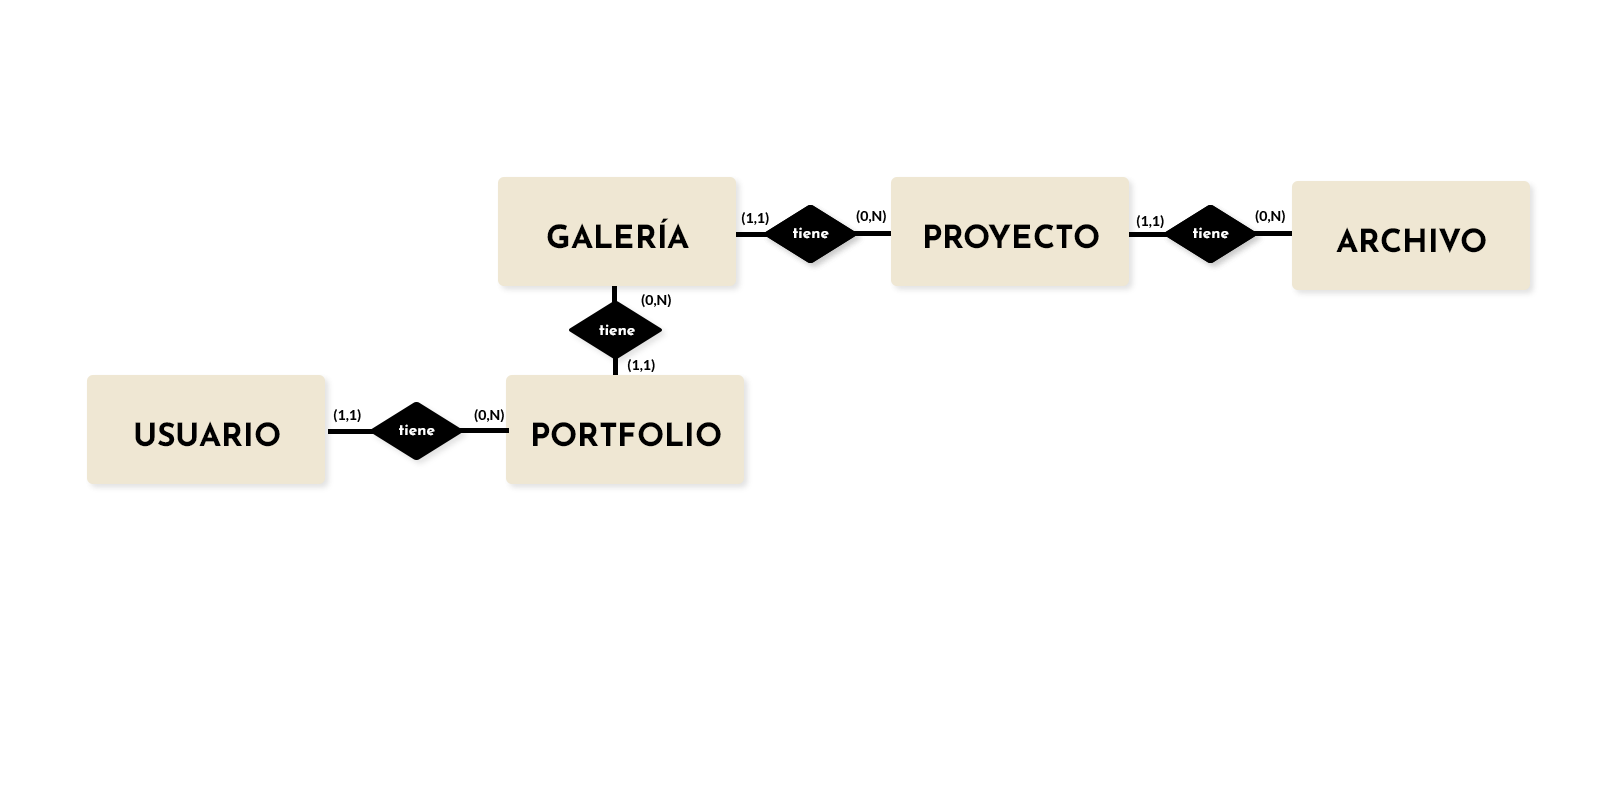 (1,1)
(0,N)
(1,1)
(0,N)
GALERÍA
tiene
PROYECTO
tiene
ARCHIVO
(0,N)
tiene
(1,1)
(1,1)
(0,N)
USUARIO
tiene
PORTFOLIO